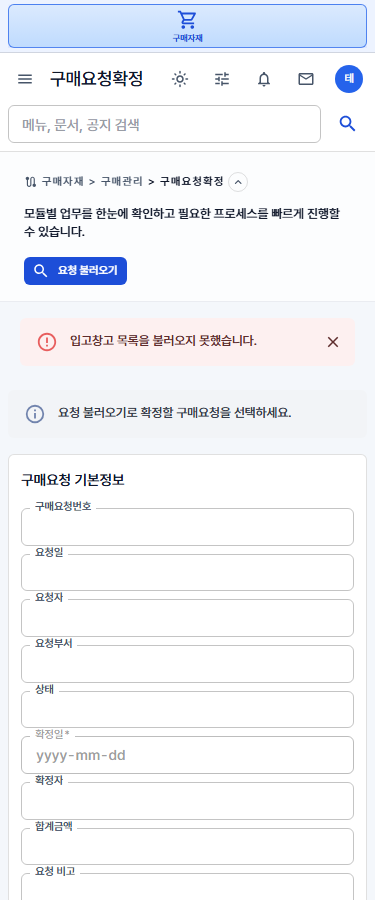 구매자재
구매요청확정
테
메뉴, 문서, 공지 검색
구매자재 > 구매관리 > 구매요청확정
모듈별 업무를 한눈에 확인하고 필요한 프로세스를 빠르게 진행할
수 있습니다.
요청 불러오기
입고창고 목록을 불러오지 못했습니다.
요청 불러오기로 확정할 구매요청을 선택하세요.
구매요청 기본정보
구매요청번호
요청일
요청자
요청부서
상태
확정일 *
yyyy-mm-dd
확정자
합계금액
요청 비고